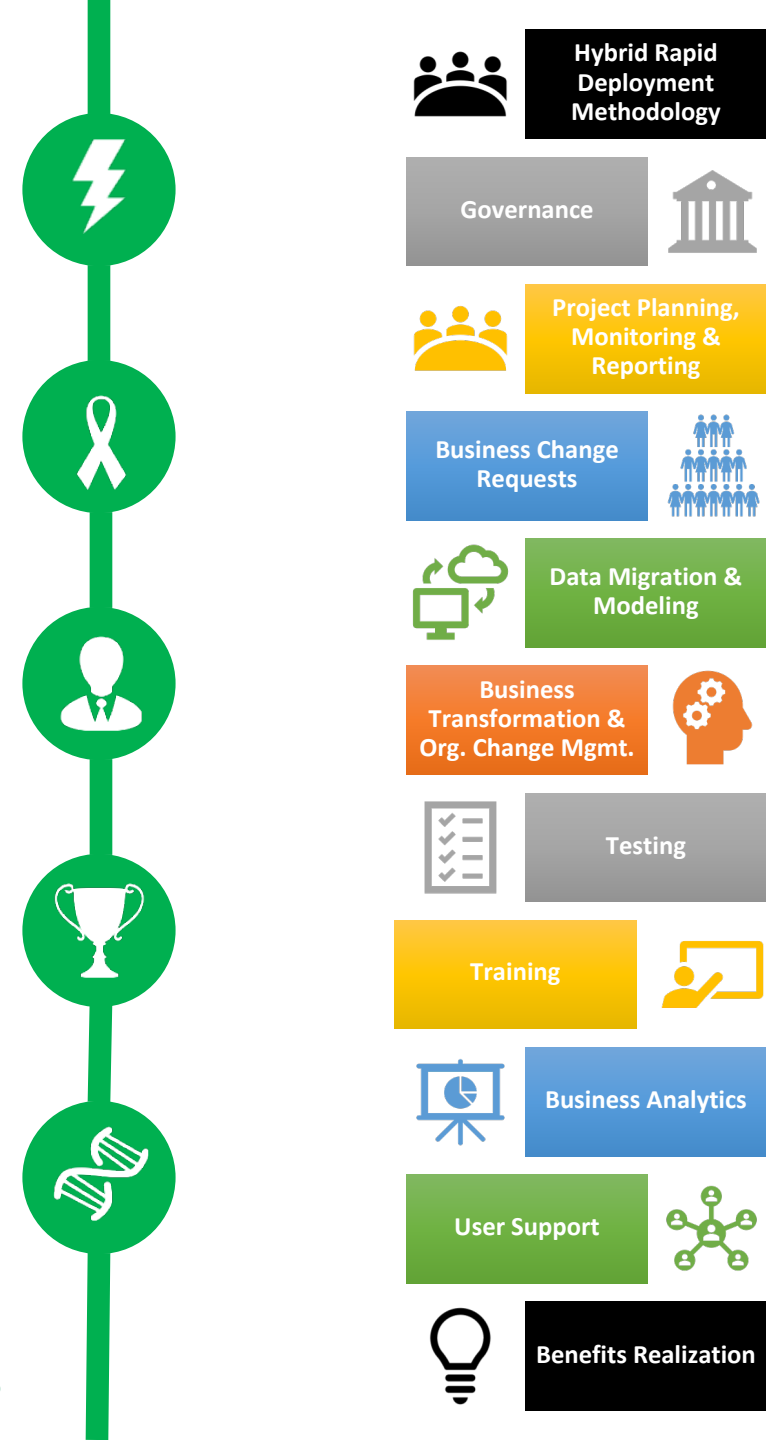 Hybrid Rapid
Deployment
Methodology
Governance
Project Planning,
Monitoring &
Reporting
Business Change
Requests
Data Migration &
Modeling
Business
Transformation &
Org. Change Mgmt.
Testing
Training
Business Analytics
User Support
Benefits Realization